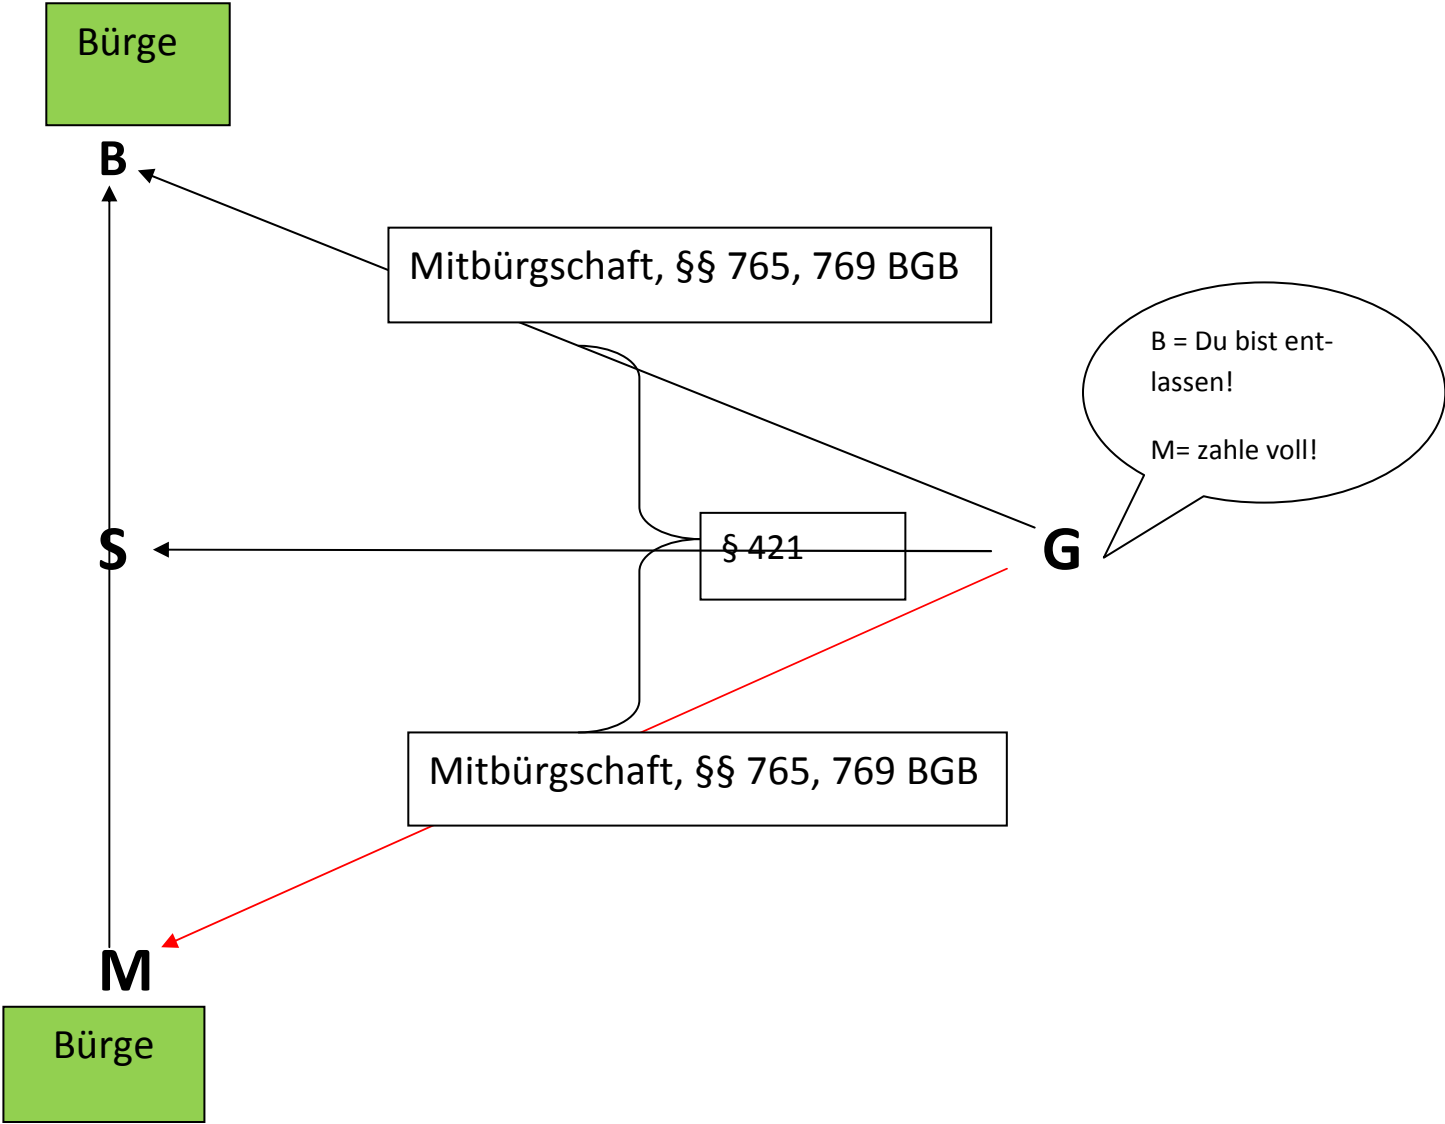 Bürge
B
Mitbürgschaft, §§ 765, 769 BGB
B = Du bist ent-
lassen!
M= zahle voll!
S
§ 421
G
Mitbürgschaft, §§ 765, 769 BGB
M
Bürge